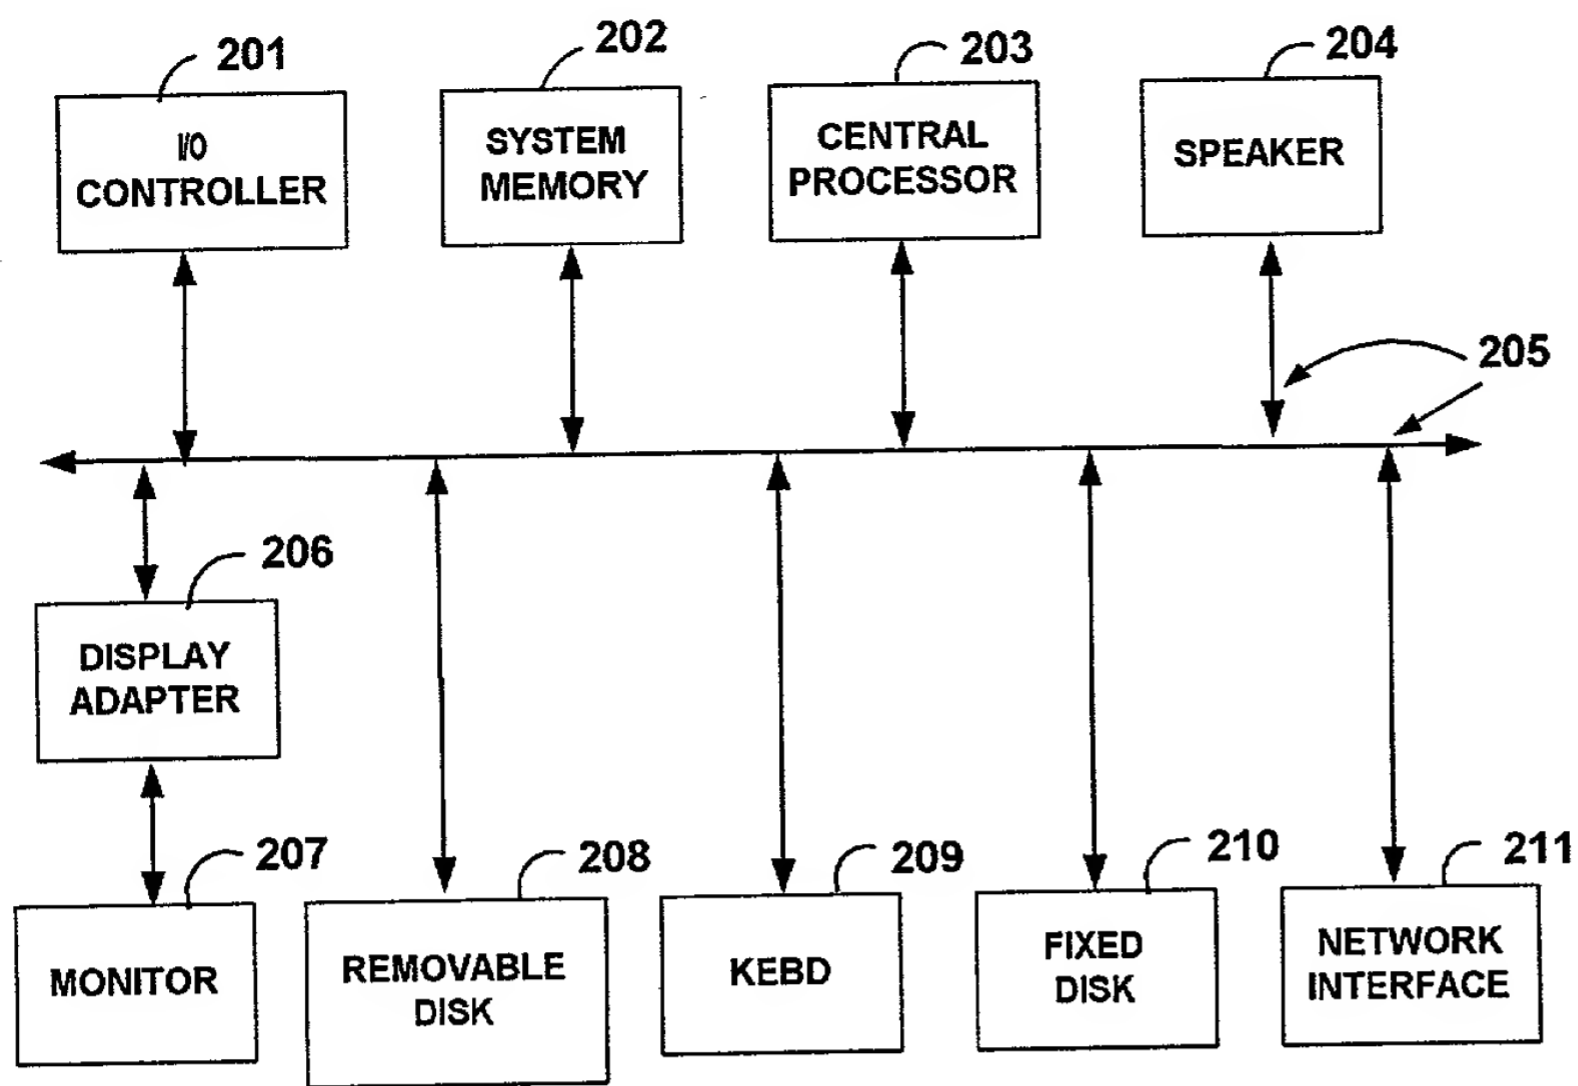 201
202
203
204
I/O
CONTROLLER
SYSTEM
MEMORY
CENTRAL
PROCESSOR
SPEAKER
205
206
DISPLAY
ADAPTER
207
208
209
210
211
MONITOR
REMOVABLE
DISK
KEBD
FIXED
DISK
NETWORK
INTERFACE